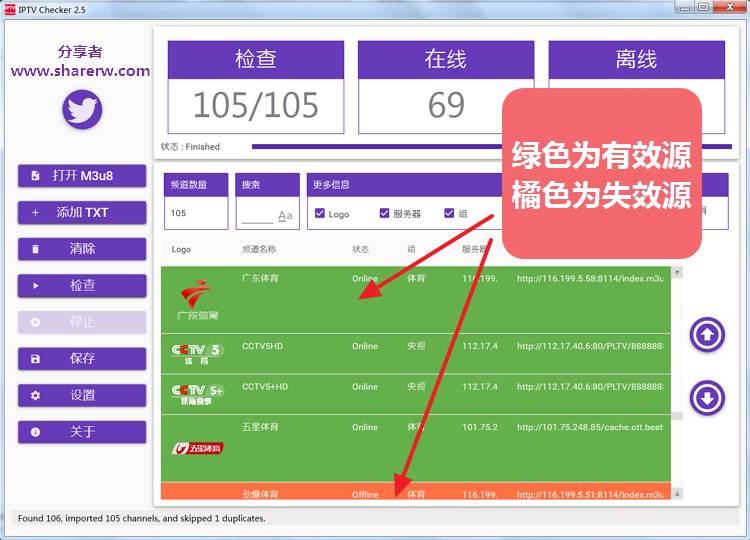 IPTV Checker 2.5
分享者
www.sharerw.com
打开 M3u8
添加 TXT
清除
检查
停止
保存
设置
关于
检查
105/105
在线
69
离线
状态 : Finished
绿色为有效源
橘色为失效源
频道数量
105
搜索
Aa
更多信息
Logo
服务器
组
Logo 频道名称 状态 组 服务器
广东体育
广东体育 Online 体育 116.199. http://116.199.5.58:8114/index.m3u
CCTV 5
体育
CCTV5HD Online 央视 112.17.4 http://112.17.40.6:80/PLTV/888888
CCTV 5+
体育赛事
CCTV5+HD Online 央视 112.17.4 http://112.17.40.6:80/PLTV/888888
五星体育 Online 体育 101.75.2 http://101.75.248.85/cache.ott.best
五星体育
劲爆体育 Offline 体育 116.199. http://116.199.5.51:8114/index.m3u
Found 106, imported 105 channels, and skipped 1 duplicates.